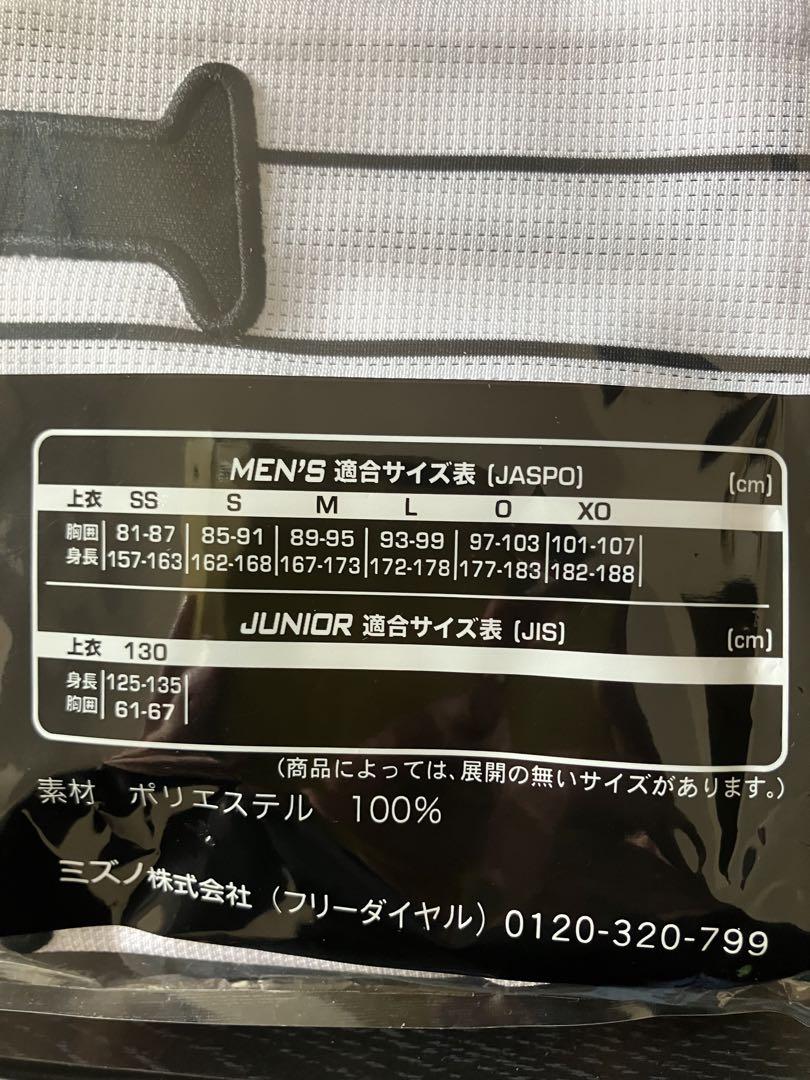 MEN'S 適合サイズ表 (JASPO) (cm)
上衣 SS S M L O XO
胸囲 81-87 85-91 89-95 93-99 97-103 101-107
身長 157-163 162-168 167-173 172-178 177-183 182-188
JUNIOR 適合サイズ表 (JIS) (cm)
上衣 130
身長 125-135
胸囲 61-67
(商品によっては、展開の無いサイズがあります。)
素材 ポリエステル 100%
ミズノ株式会社 (フリーダイヤル) 0120-320-799